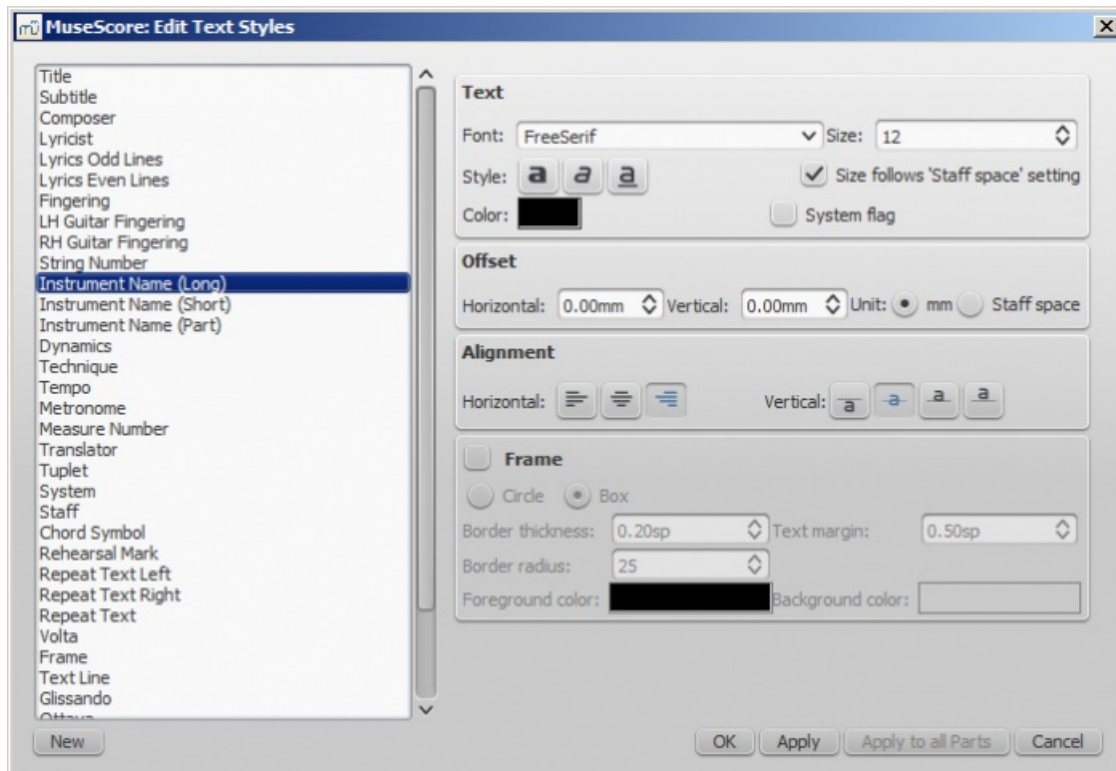 MuseScore: Edit Text Styles
Title
Subtitle
Composer
Lyricist
Lyrics Odd Lines
Lyrics Even Lines
Fingering
LH Guitar Fingering
RH Guitar Fingering
String Number
Instrument Name (Long)
Instrument Name (Short)
Instrument Name (Part)
Dynamics
Technique
Tempo
Metronome
Measure Number
Translator
Tuplet
System
Staff
Chord Symbol
Rehearsal Mark
Repeat Text Left
Repeat Text Right
Repeat Text
Volta
Frame
Text Line
Glissando
Ottava
New
Text
Font: FreeSerif Size: 12
Style: a a a Size follows 'Staff space' setting
Color: System flag
Offset
Horizontal: 0.00mm Vertical: 0.00mm Unit: mm Staff space
Alignment
Horizontal: Vertical: a a a a
Frame
Circle Box
Border thickness: 0.20sp Text margin: 0.50sp
Border radius: 25
Foreground color: Background color:
OK Apply Apply to all Parts Cancel